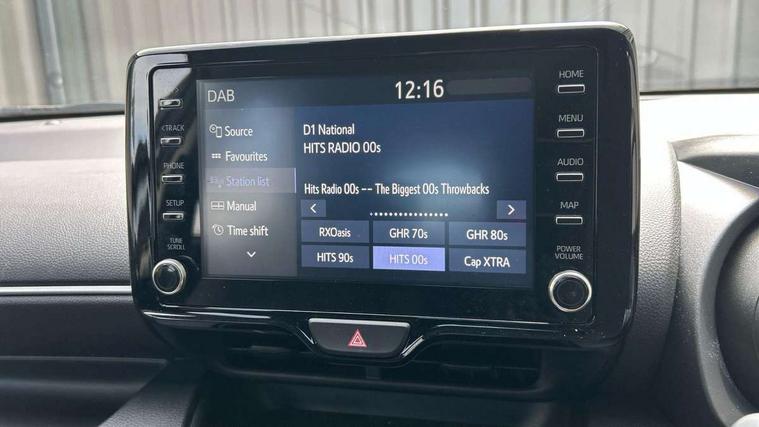 DAB
12:16
HOME
<TRACK
PHONE
SETUP
TUNE
SCROLL
Source
Favourites
Station list
Manual
Time shift
D1 National
HITS RADIO 00s
Hits Radio 00s -- The Biggest 00s Throwbacks
RXOasis
GHR 70s
GHR 80s
HITS 90s
HITS 00s
Cap XTRA
MENU
AUDIO
MAP
POWER
VOLUME